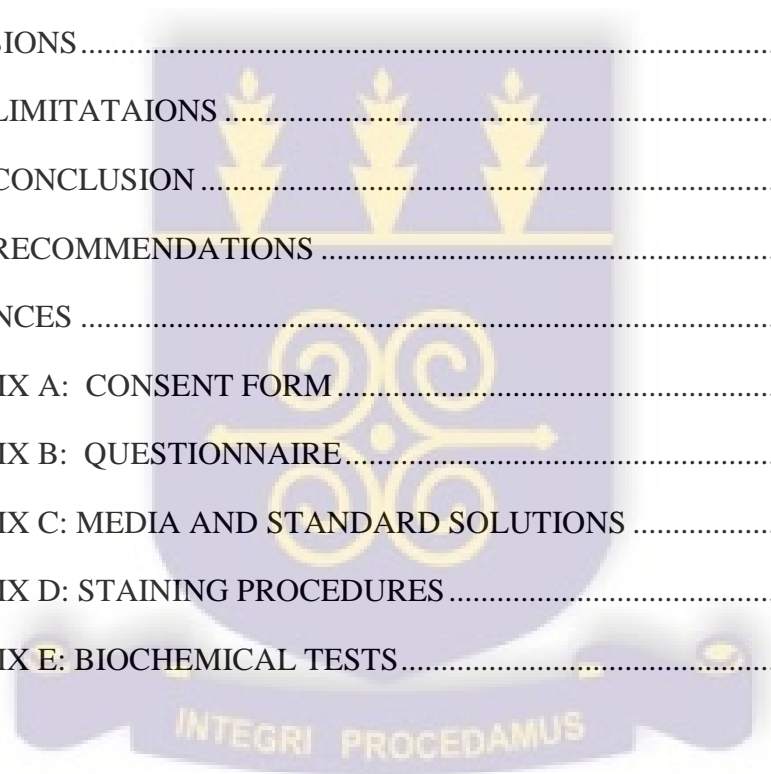 SIONS........................................................................................
LIMITATAIONS ......................................................................
CONCLUSION .........................................................................
RECOMMENDATIONS ..........................................................
NCES ........................................................................................
IX A:  CONSENT FORM.......................................................
IX B:  QUESTIONNAIRE......................................................
IX C: MEDIA AND STANDARD SOLUTIONS ..................
IX D: STAINING PROCEDURES.........................................
IX E: BIOCHEMICAL TESTS...............................................
INTEGRI PROCEDAMUS